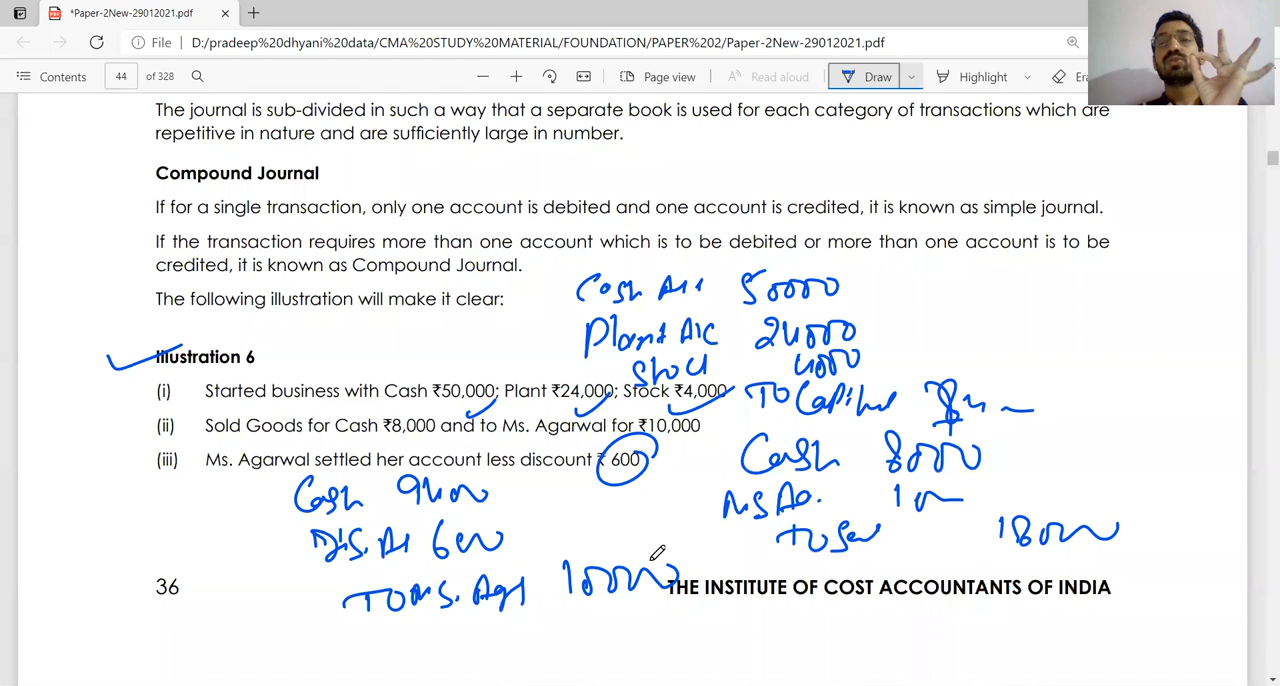 *Paper-2New-29012021.pdf
File D:/pradeep%20dhyani%20data/CMA%20STUDY%20MATERIAL/FOUNDATION/PAPER%202/Paper-2New-29012021.pdf
Contents 44 of 328 Page view Read aloud Draw Highlight Era
The journal is sub-divided in such a way that a separate book is used for each category of transactions which are
repetitive in nature and are sufficiently large in number.
Compound Journal
If for a single transaction, only one account is debited and one account is credited, it is known as simple journal.
If the transaction requires more than one account which is to be debited or more than one account is to be
credited, it is known as Compound Journal.
The following illustration will make it clear:
Cash A/c 50000
Plant A/c 24000
Stock 4000
Illustration 6
(i) Started business with Cash ₹50,000; Plant ₹24,000; Stock ₹4,000
To Capital
(ii) Sold Goods for Cash ₹8,000 and to Ms. Agarwal for ₹10,000
(iii) Ms. Agarwal settled her account less discount ₹ 600
Cash 8000
Ms Ag.
To 18000
Cash 9400
Dis. A/c 600
To Ms. Agr 10000
36 THE INSTITUTE OF COST ACCOUNTANTS OF INDIA